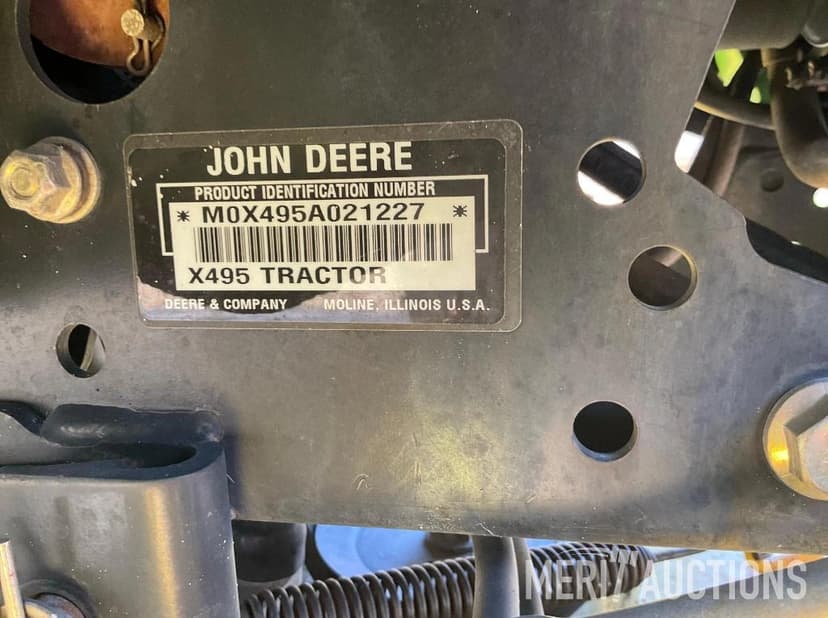 JOHN DEERE
PRODUCT IDENTIFICATION NUMBER
* M0X495A021227 *
X495 TRACTOR
DEERE & COMPANY MOLINE, ILLINOIS U.S.A.
MERIT AUCTIONS